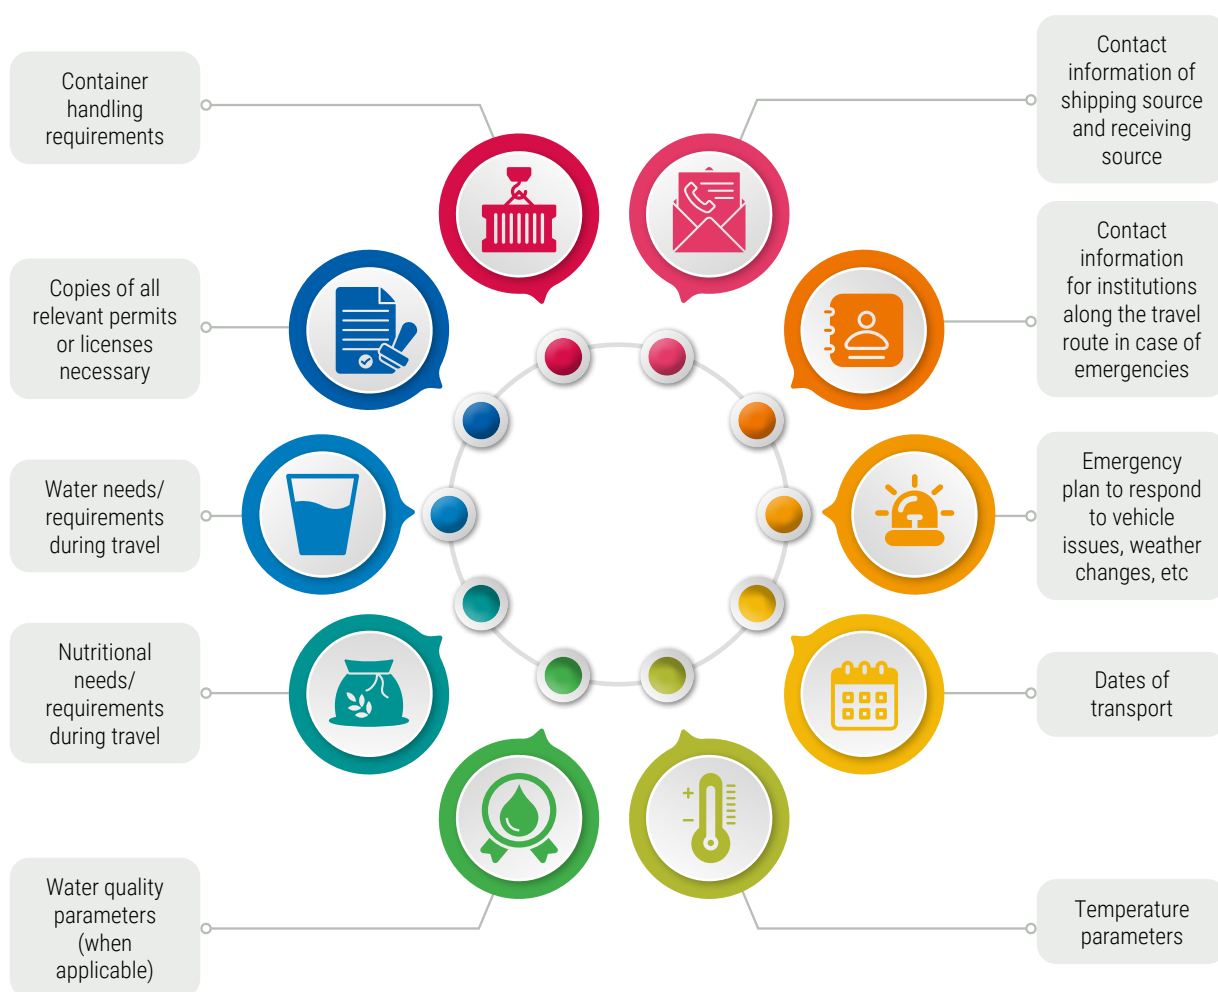 Container
handling
requirements
Copies of all
relevant permits
or licenses
necessary
Water needs/
requirements
during travel
Nutritional
needs/
requirements
during travel
Water quality
parameters
(when
applicable)
Contact
information of
shipping source
and receiving
source
Contact
information
for institutions
along the travel
route in case of
emergencies
Emergency
plan to respond
to vehicle
issues, weather
changes, etc
Dates of
transport
Temperature
parameters